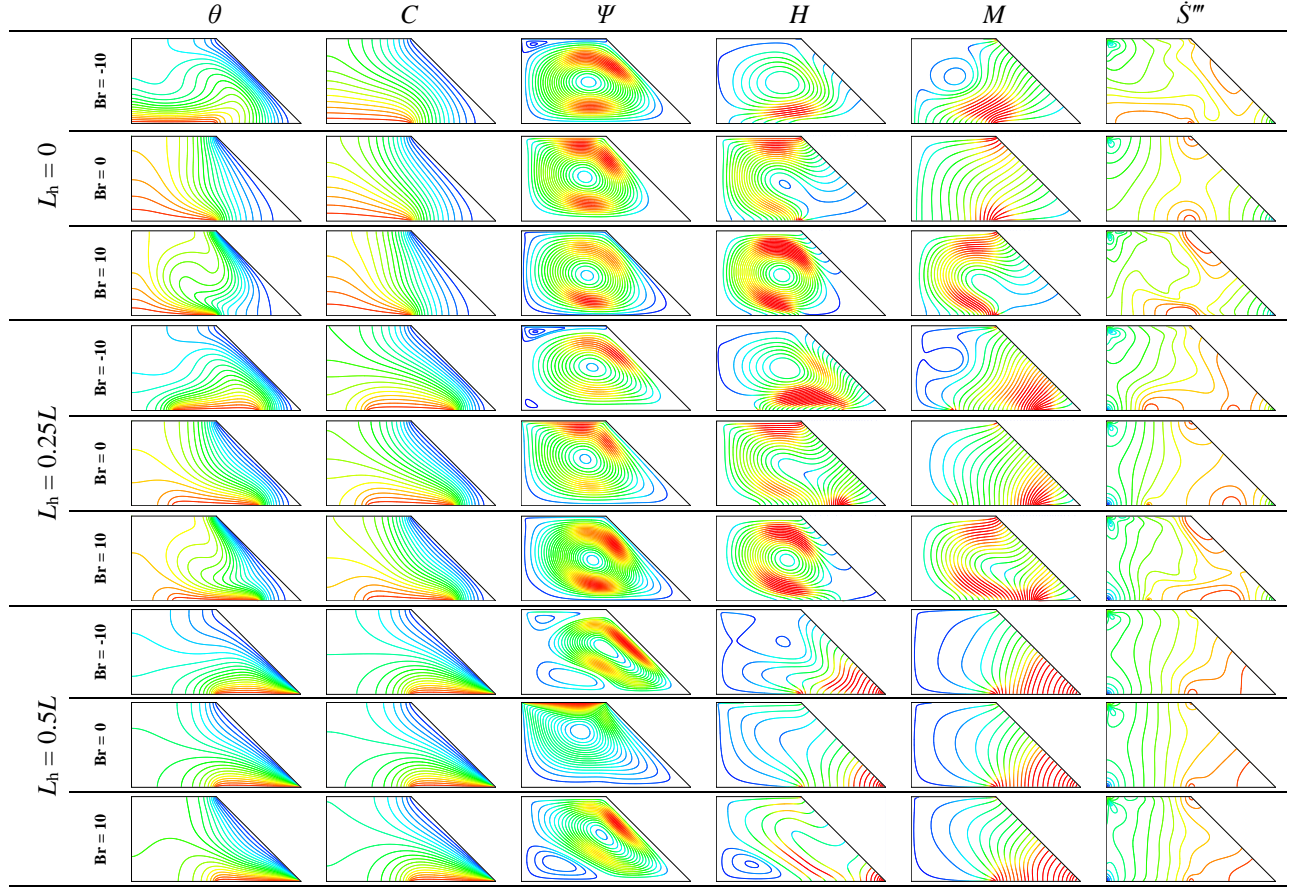 θ C Ψ H M Ṡ‴
L_h = 0
Br = -10
Br = 0
Br = 10
L_h = 0.25L
Br = -10
Br = 0
Br = 10
L_h = 0.5L
Br = -10
Br = 0
Br = 10